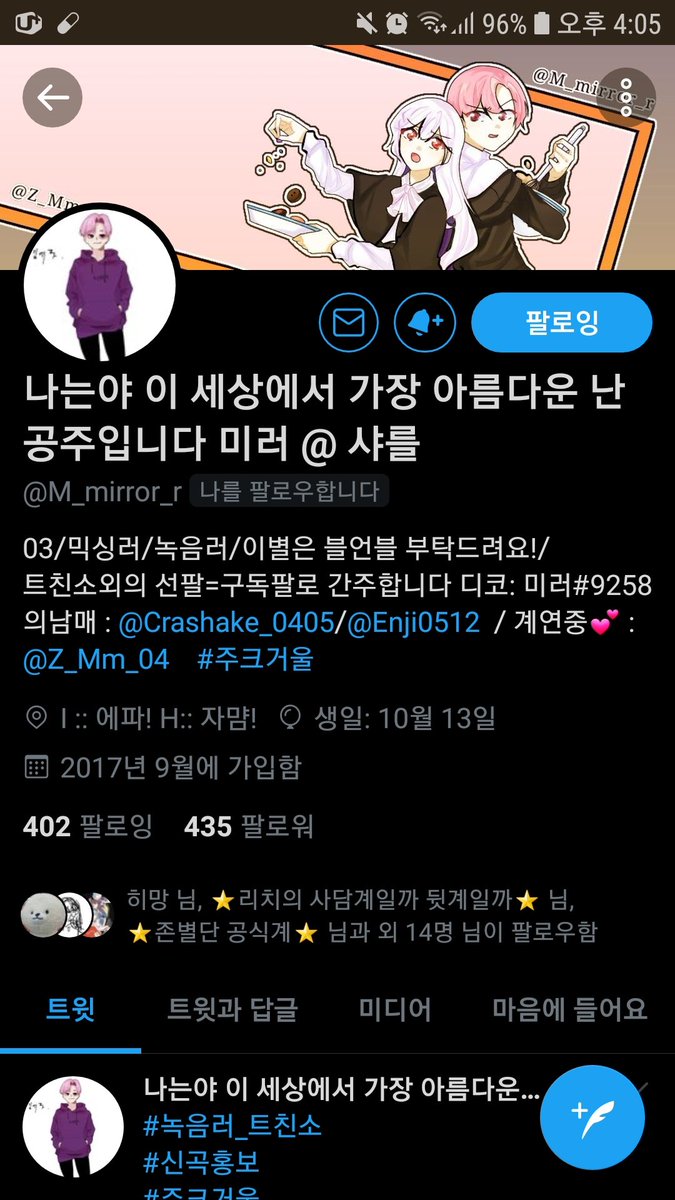 96% 오후 4:05
@M_mirror_r
나는야 이 세상에서 가장 아름다운 난
공주입니다 미러 @ 샤를
@M_mirror_r 나를 팔로우합니다
팔로잉
03/믹싱러/녹음러/이별은 블언블 부탁드려요!/
트친소외의 선팔=구독팔로 간주합니다 디코: 미러#9258
의남매 : @Crashake_0405/@Enji0512 / 계연중💕 :
@Z_Mm_04 #주크거울
I :: 에파! H:: 자먐! 생일: 10월 13일
2017년 9월에 가입함
402 팔로잉 435 팔로워
히망 님, ⭐리치의 사담계일까 뒷계일까⭐ 님,
⭐존별단 공식계⭐ 님과 외 14명 님이 팔로우함
트윗 트윗과 답글 미디어 마음에 들어요
나는야 이 세상에서 가장 아름다운...
#녹음러_트친소
#신곡홍보
#주크거울